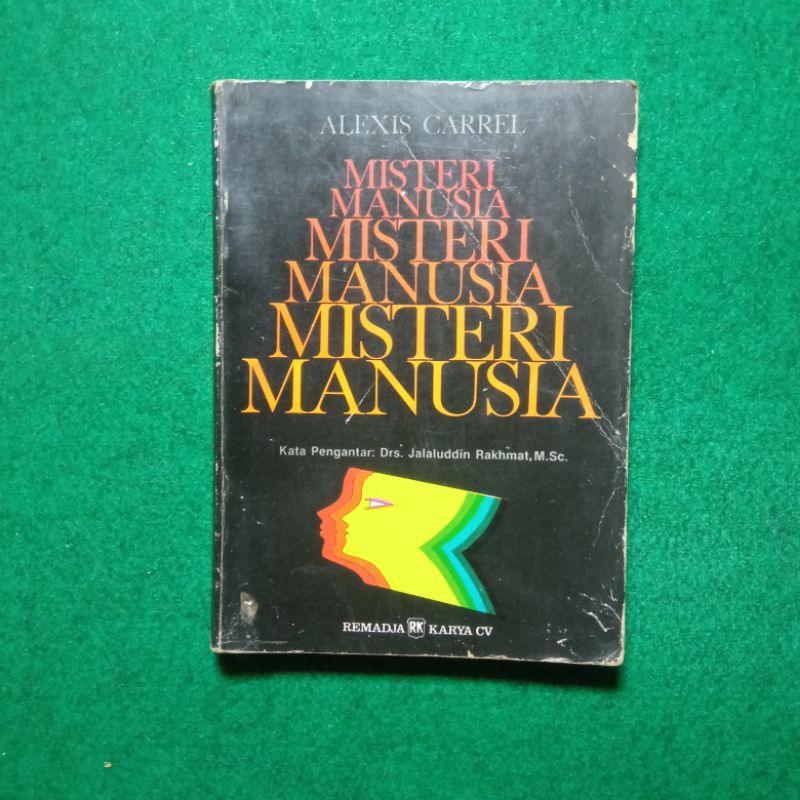 ALEXIS CARREL
MISTERI
MANUSIA
MISTERI
MANUSIA
MISTERI
MANUSIA
Kata Pengantar: Drs. Jalaluddin Rakhmat, M.Sc.
REMADJA RK KARYA CV